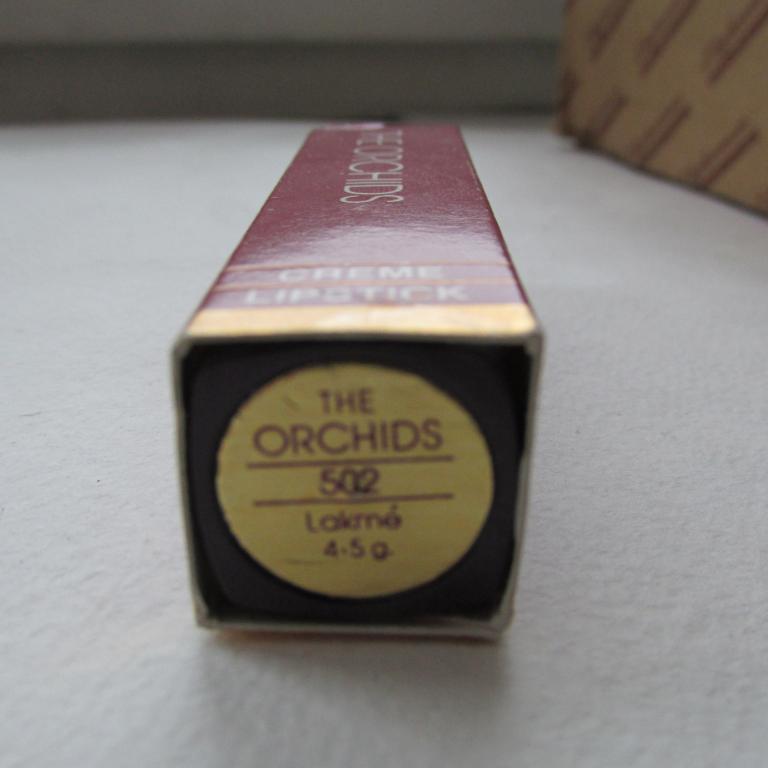 THE ORCHIDS
CREME
LIPSTICK
THE
ORCHIDS
502
Lakmé
4.5 g.